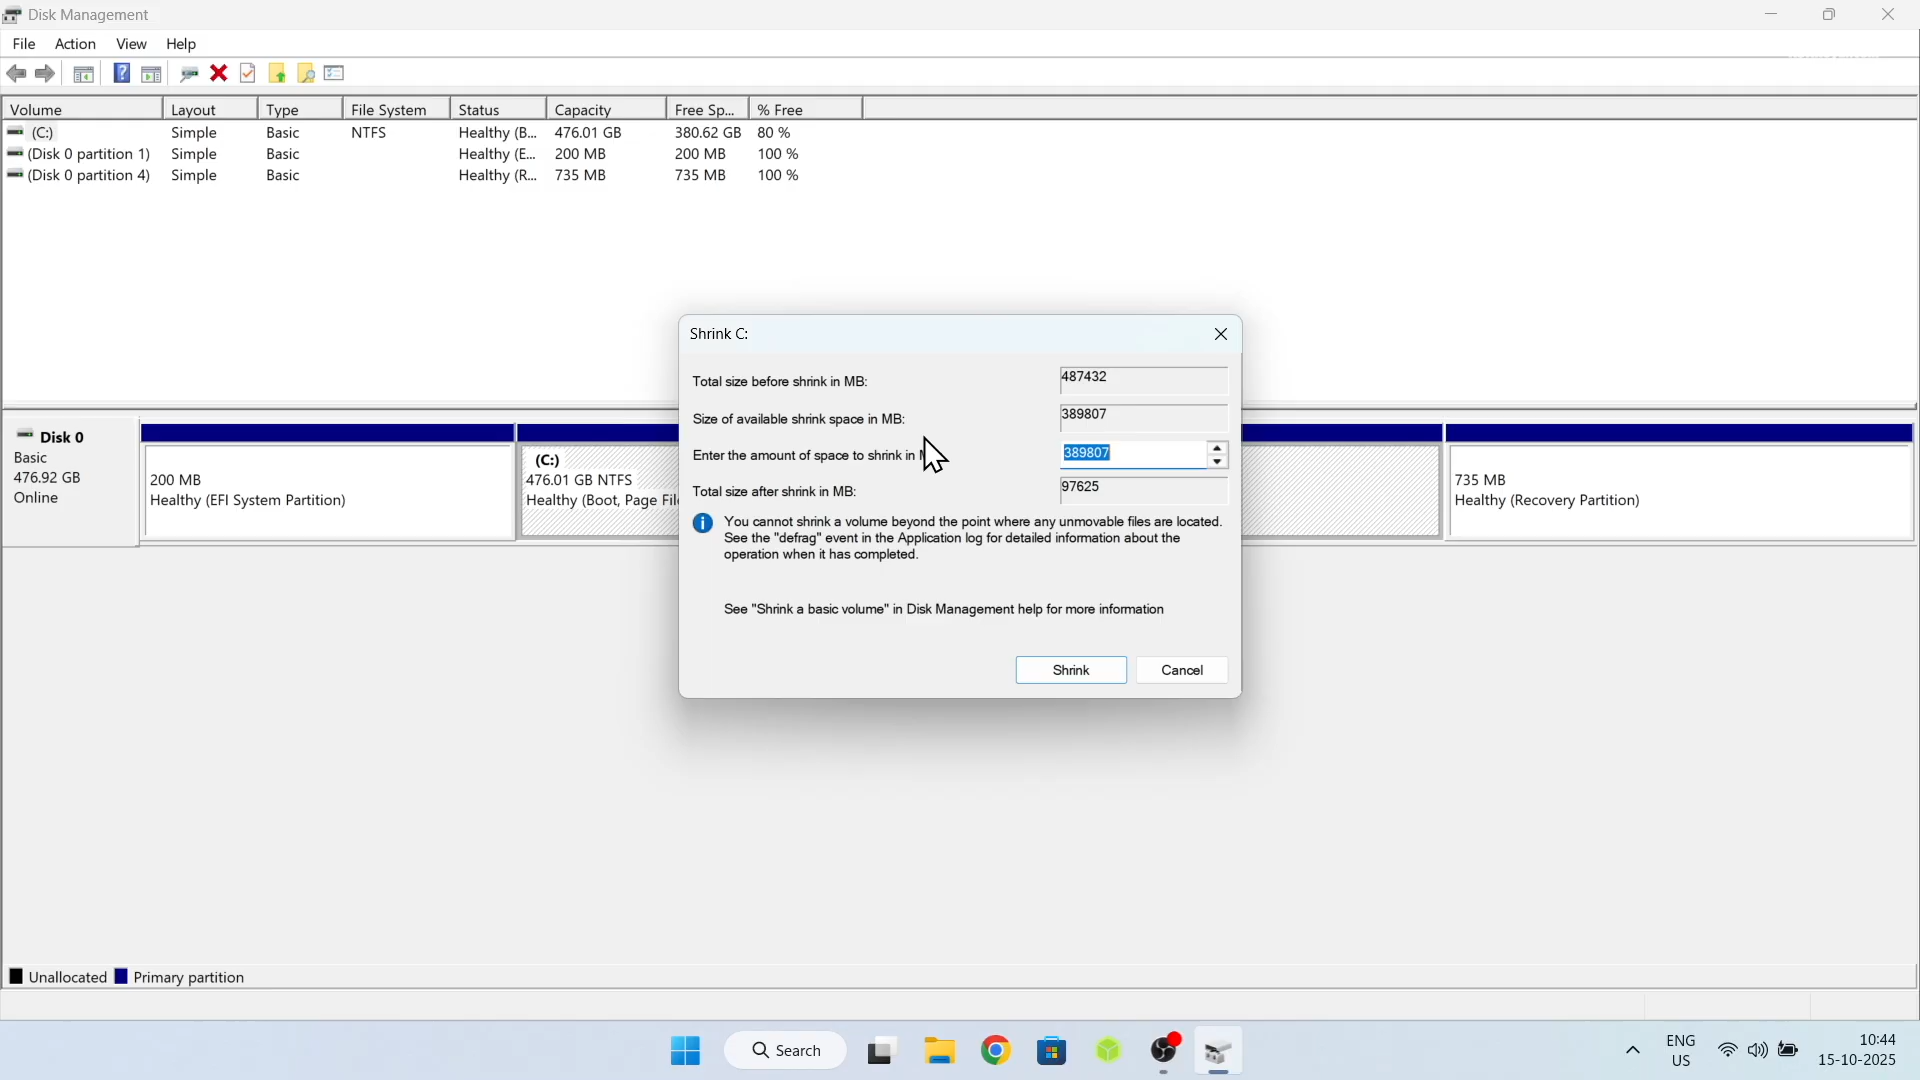 Disk Management
File Action View Help
Volume Layout Type File System Status Capacity Free Sp... % Free
(C:) Simple Basic NTFS Healthy (B... 476.01 GB 380.62 GB 80 %
(Disk 0 partition 1) Simple Basic Healthy (E... 200 MB 200 MB 100 %
(Disk 0 partition 4) Simple Basic Healthy (R... 735 MB 735 MB 100 %
Shrink C:
Total size before shrink in MB: 487432
Size of available shrink space in MB: 389807
Enter the amount of space to shrink in 389807
Total size after shrink in MB: 97625
You cannot shrink a volume beyond the point where any unmovable files are located.
See the "defrag" event in the Application log for detailed information about the
operation when it has completed.
See "Shrink a basic volume" in Disk Management help for more information
Shrink Cancel
Disk 0
Basic
476.92 GB
Online
200 MB
Healthy (EFI System Partition)
(C:)
476.01 GB NTFS
Healthy (Boot, Page File
735 MB
Healthy (Recovery Partition)
Unallocated Primary partition
Search
ENG
US
10:44
15-10-2025